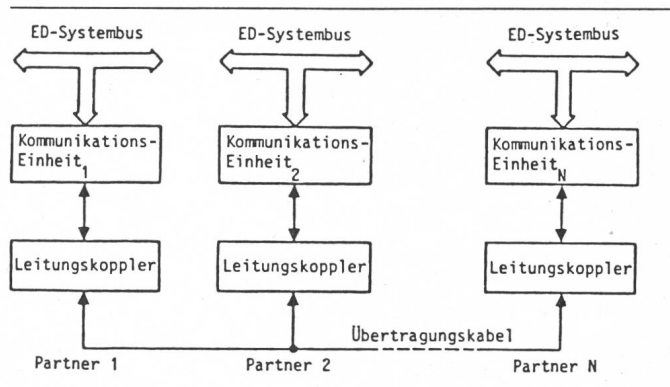 ED-Systembus ED-Systembus ED-Systembus
Kommunikations-
Einheit1
Kommunikations-
Einheit2
Kommunikations-
EinheitN
Leitungskoppler Leitungskoppler Leitungskoppler
Übertragungskabel
Partner 1 Partner 2 Partner N